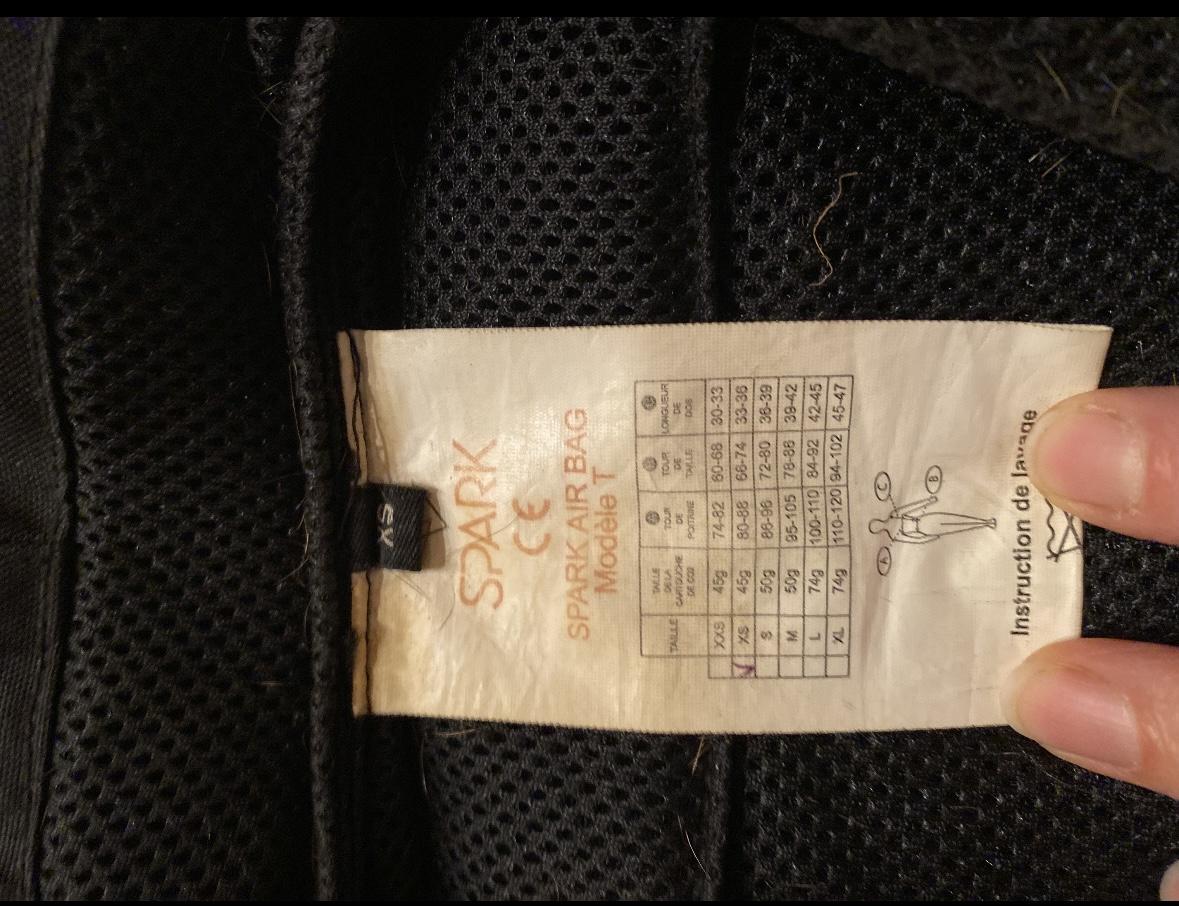 XS
SPARK
CE
SPARK AIR BAG
Modèle T
TAILLE TAILLE DE LA CARTOUCHE DE CO2 TOUR DE POITRINE TOUR DE TAILLE LONGUEUR DE DOS
XXS 45g 74-82 60-68 30-33
XS 45g 80-88 66-74 33-36
S 50g 86-96 72-80 36-39
M 50g 95-105 78-86 39-42
L 74g 100-110 84-92 42-45
XL 74g 110-120 94-102 45-47
A C B
Instruction de lavage